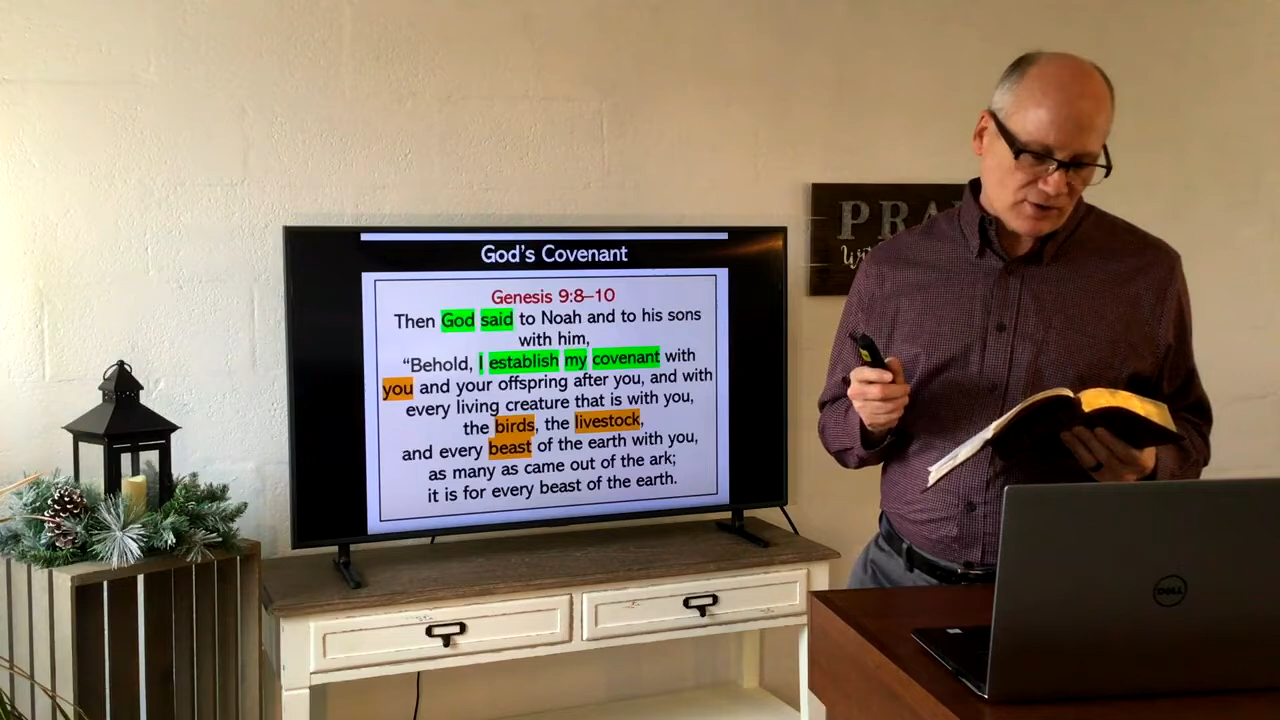 God's Covenant
Genesis 9:8–10
Then God said to Noah and to his sons
with him,
“Behold, I establish my covenant with
you and your offspring after you, and with
every living creature that is with you,
the birds, the livestock,
and every beast of the earth with you,
as many as came out of the ark;
it is for every beast of the earth.
DELL